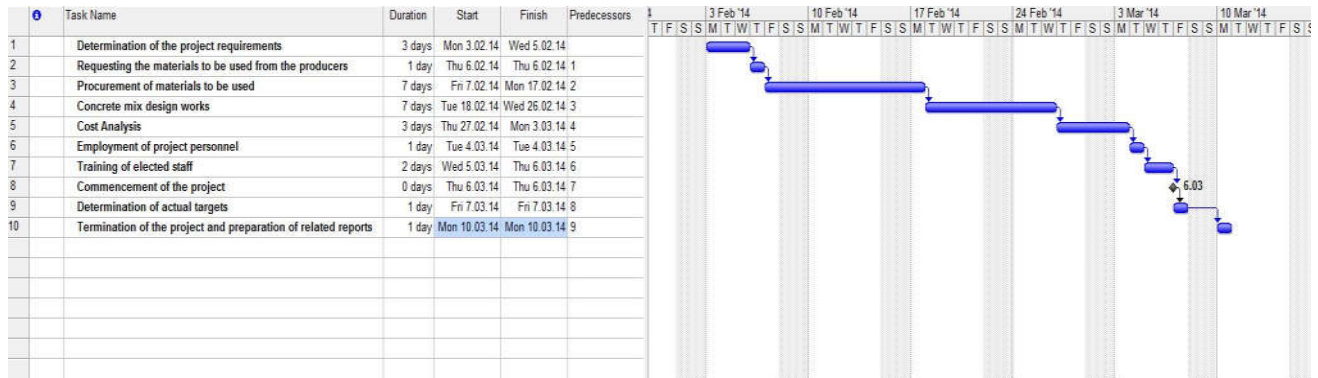 Task Name Duration Start Finish Predecessors
3 Feb '14 10 Feb '14 17 Feb '14 24 Feb '14 3 Mar '14 10 Mar '14
T F S S M T W T F S S M T W T F S S M T W T F S S M T W T F S S M T W T F S S M T W T F S
1 Determination of the project requirements 3 days Mon 3.02.14 Wed 5.02.14
2 Requesting the materials to be used from the producers 1 day Thu 6.02.14 Thu 6.02.14 1
3 Procurement of materials to be used 7 days Fri 7.02.14 Mon 17.02.14 2
4 Concrete mix design works 7 days Tue 18.02.14 Wed 26.02.14 3
5 Cost Analysis 3 days Thu 27.02.14 Mon 3.03.14 4
6 Employment of project personnel 1 day Tue 4.03.14 Tue 4.03.14 5
7 Training of elected staff 2 days Wed 5.03.14 Thu 6.03.14 6
8 Commencement of the project 0 days Thu 6.03.14 Thu 6.03.14 7 6.03
9 Determination of actual targets 1 day Fri 7.03.14 Fri 7.03.14 8
10 Termination of the project and preparation of related reports 1 day Mon 10.03.14 Mon 10.03.14 9